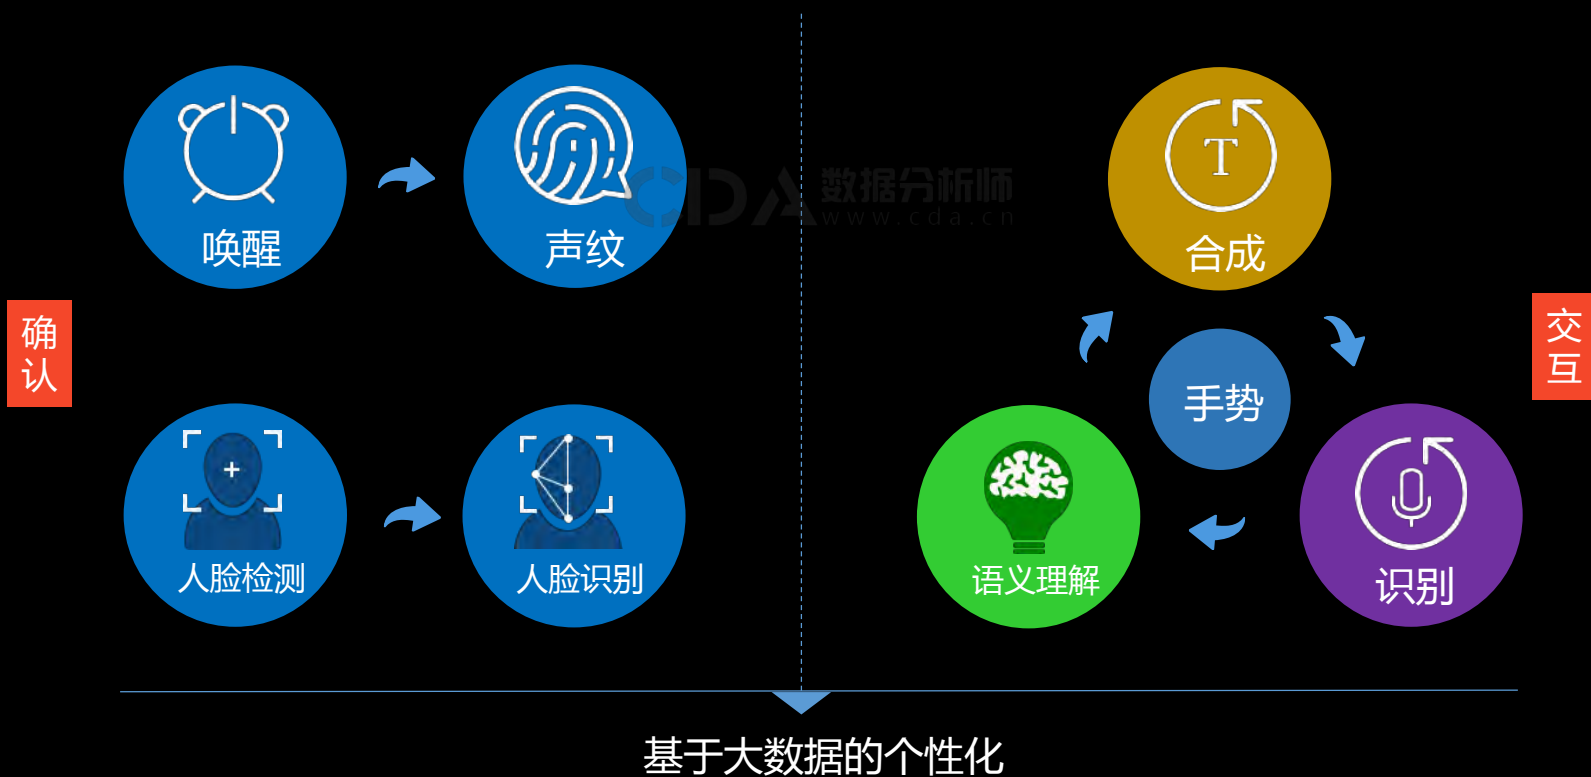 唤醒
声纹
CDA 数据分析师
www.cda.cn
T
合成
确认
交互
手势
人脸检测
人脸识别
语义理解
识别
基于大数据的个性化